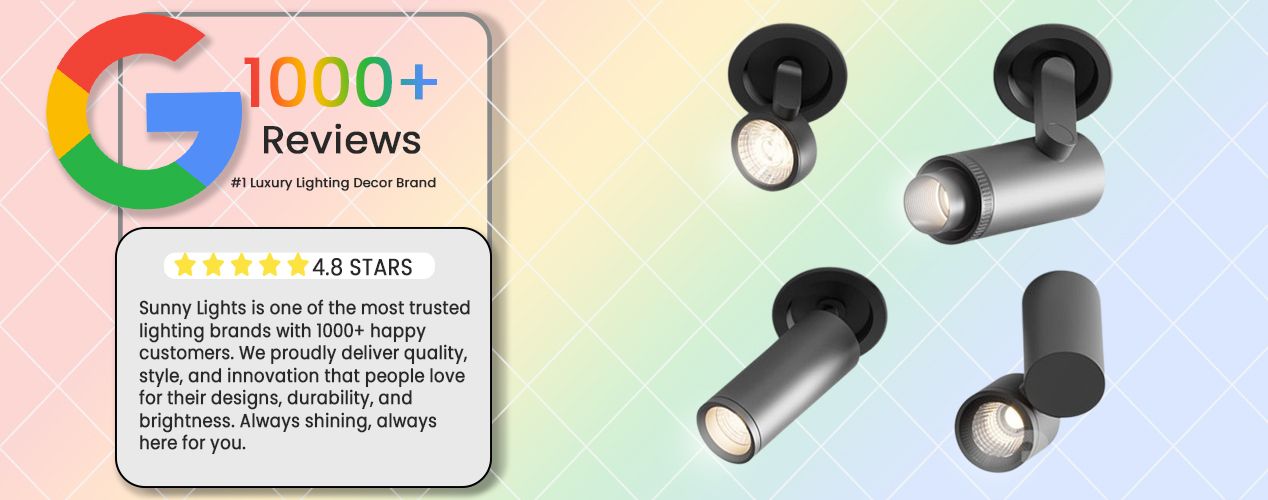 1000+
Reviews
#1 Luxury Lighting Decor Brand
4.8 STARS
Sunny Lights is one of the most trusted
lighting brands with 1000+ happy
customers. We proudly deliver quality,
style, and innovation that people love
for their designs, durability, and
brightness. Always shining, always
here for you.